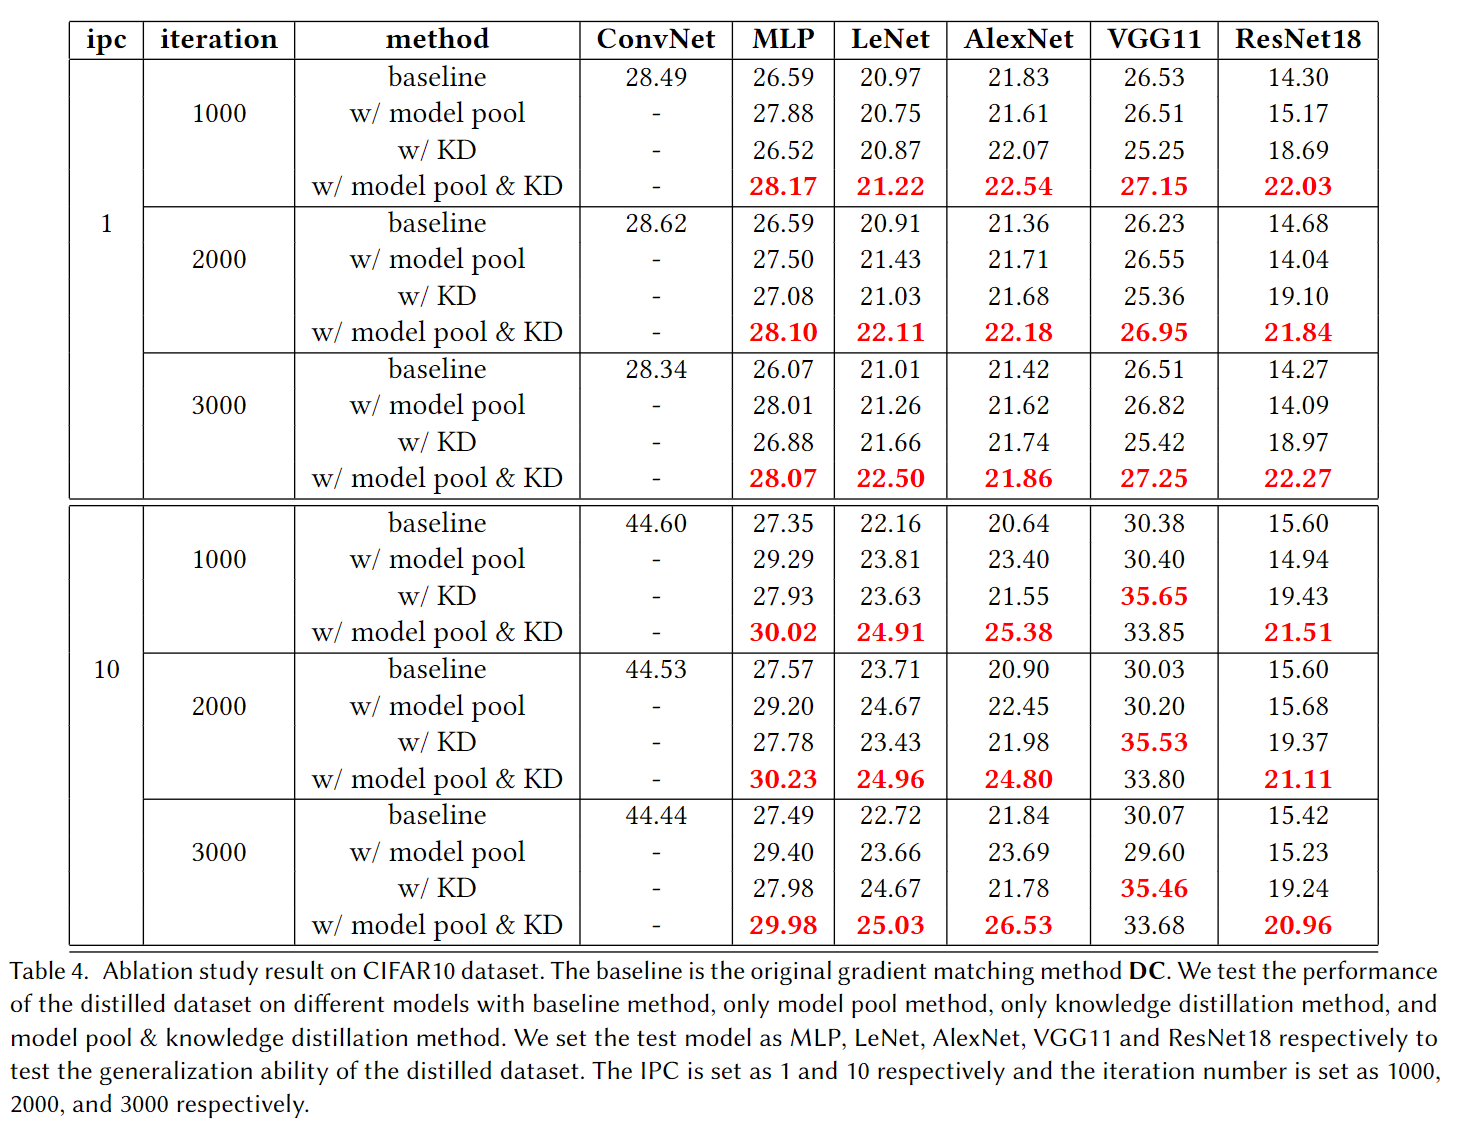 ipc iteration method ConvNet MLP LeNet AlexNet VGG11 ResNet18
baseline 28.49 26.59 20.97 21.83 26.53 14.30
1000 w/ model pool - 27.88 20.75 21.61 26.51 15.17
w/ KD - 26.52 20.87 22.07 25.25 18.69
w/ model pool & KD - 28.17 21.22 22.54 27.15 22.03
1 baseline 28.62 26.59 20.91 21.36 26.23 14.68
2000 w/ model pool - 27.50 21.43 21.71 26.55 14.04
w/ KD - 27.08 21.03 21.68 25.36 19.10
w/ model pool & KD - 28.10 22.11 22.18 26.95 21.84
baseline 28.34 26.07 21.01 21.42 26.51 14.27
3000 w/ model pool - 28.01 21.26 21.62 26.82 14.09
w/ KD - 26.88 21.66 21.74 25.42 18.97
w/ model pool & KD - 28.07 22.50 21.86 27.25 22.27
baseline 44.60 27.35 22.16 20.64 30.38 15.60
1000 w/ model pool - 29.29 23.81 23.40 30.40 14.94
w/ KD - 27.93 23.63 21.55 35.65 19.43
w/ model pool & KD - 30.02 24.91 25.38 33.85 21.51
10 baseline 44.53 27.57 23.71 20.90 30.03 15.60
2000 w/ model pool - 29.20 24.67 22.45 30.20 15.68
w/ KD - 27.78 23.43 21.98 35.53 19.37
w/ model pool & KD - 30.23 24.96 24.80 33.80 21.11
baseline 44.44 27.49 22.72 21.84 30.07 15.42
3000 w/ model pool - 29.40 23.66 23.69 29.60 15.23
w/ KD - 27.98 24.67 21.78 35.46 19.24
w/ model pool & KD - 29.98 25.03 26.53 33.68 20.96
Table 4. Ablation study result on CIFAR10 dataset. The baseline is the original gradient matching method DC. We test the performance
of the distilled dataset on different models with baseline method, only model pool method, only knowledge distillation method, and
model pool & knowledge distillation method. We set the test model as MLP, LeNet, AlexNet, VGG11 and ResNet18 respectively to
test the generalization ability of the distilled dataset. The IPC is set as 1 and 10 respectively and the iteration number is set as 1000,
2000, and 3000 respectively.